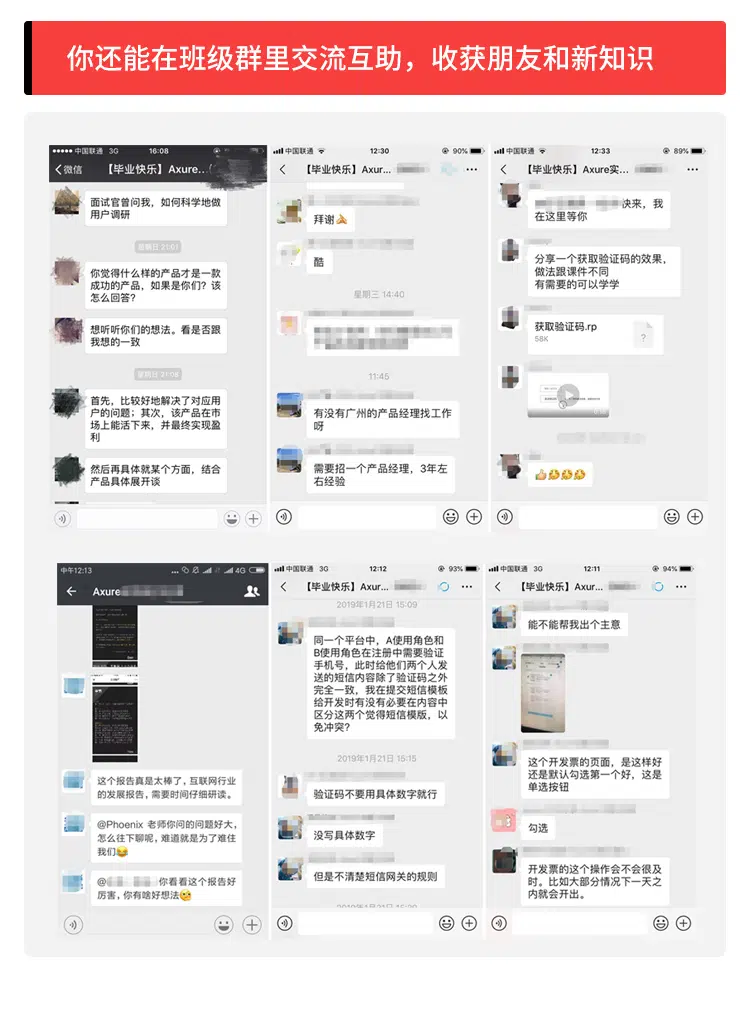 你还能在班级群里交流互助，收获朋友和新知识
中国联通 3G 16:08
微信 【毕业快乐】Axure...
面试官曾问我，如何科学地做
用户调研
星期日 21:01
你觉得什么样的产品才是一款
成功的产品，如果是你们？该
怎么回答？
想听听你们的想法。看是否跟
我想的一致
星期日 21:08
首先，比较好地解决了对应用
户的问题；其次，该产品在市
场上能活下来，并最终实现盈
利
然后再具体就某个方面，结合
产品具体展开谈
中国联通 12:30 90%
【毕业快乐】Axur...
拜谢
酷
星期三 14:40
11:45
有没有广州的产品经理找工作
呀
需要招一个产品经理，3年左
右经验
中国联通 12:33 89%
【毕业快乐】Axure实...
快来，我
在这里等你
分享一个获取验证码的效果，
做法跟课件不同
有需要的可以学学
获取验证码.rp
58K
?
中午12:13 4G
Axure
这个报告真是太棒了，互联网行业
的发展报告，需要时间仔细研读。
@Phoenix 老师你问的问题好大，
怎么往下聊呢，难道就是为了难住
我们
@ 你看看这个报告好
厉害，你有啥好想法
中国联通 3G 12:12 93%
【毕业快乐】Axur...
2019年1月21日 15:09
同一个平台中，A使用角色和
B使用角色在注册中需要验证
手机号，此时给他们两个人发
送的短信内容除了验证码之外
完全一致，我在提交短信模板
给开发时有没有必要在内容中
区分这两个觉得短信模版，以
免冲突？
2019年1月21日 15:15
验证码不要用具体数字就行
没写具体数字
但是不清楚短信网关的规则
中国联通 3G 12:11 94%
【毕业快乐】Axur...
能不能帮我出个主意
这个开发票的页面，是这样好
还是默认勾选第一个好，这是
单选按钮
勾选
开发票的这个操作会不会很及
时。比如大部分情况下一天之
内就会开出。